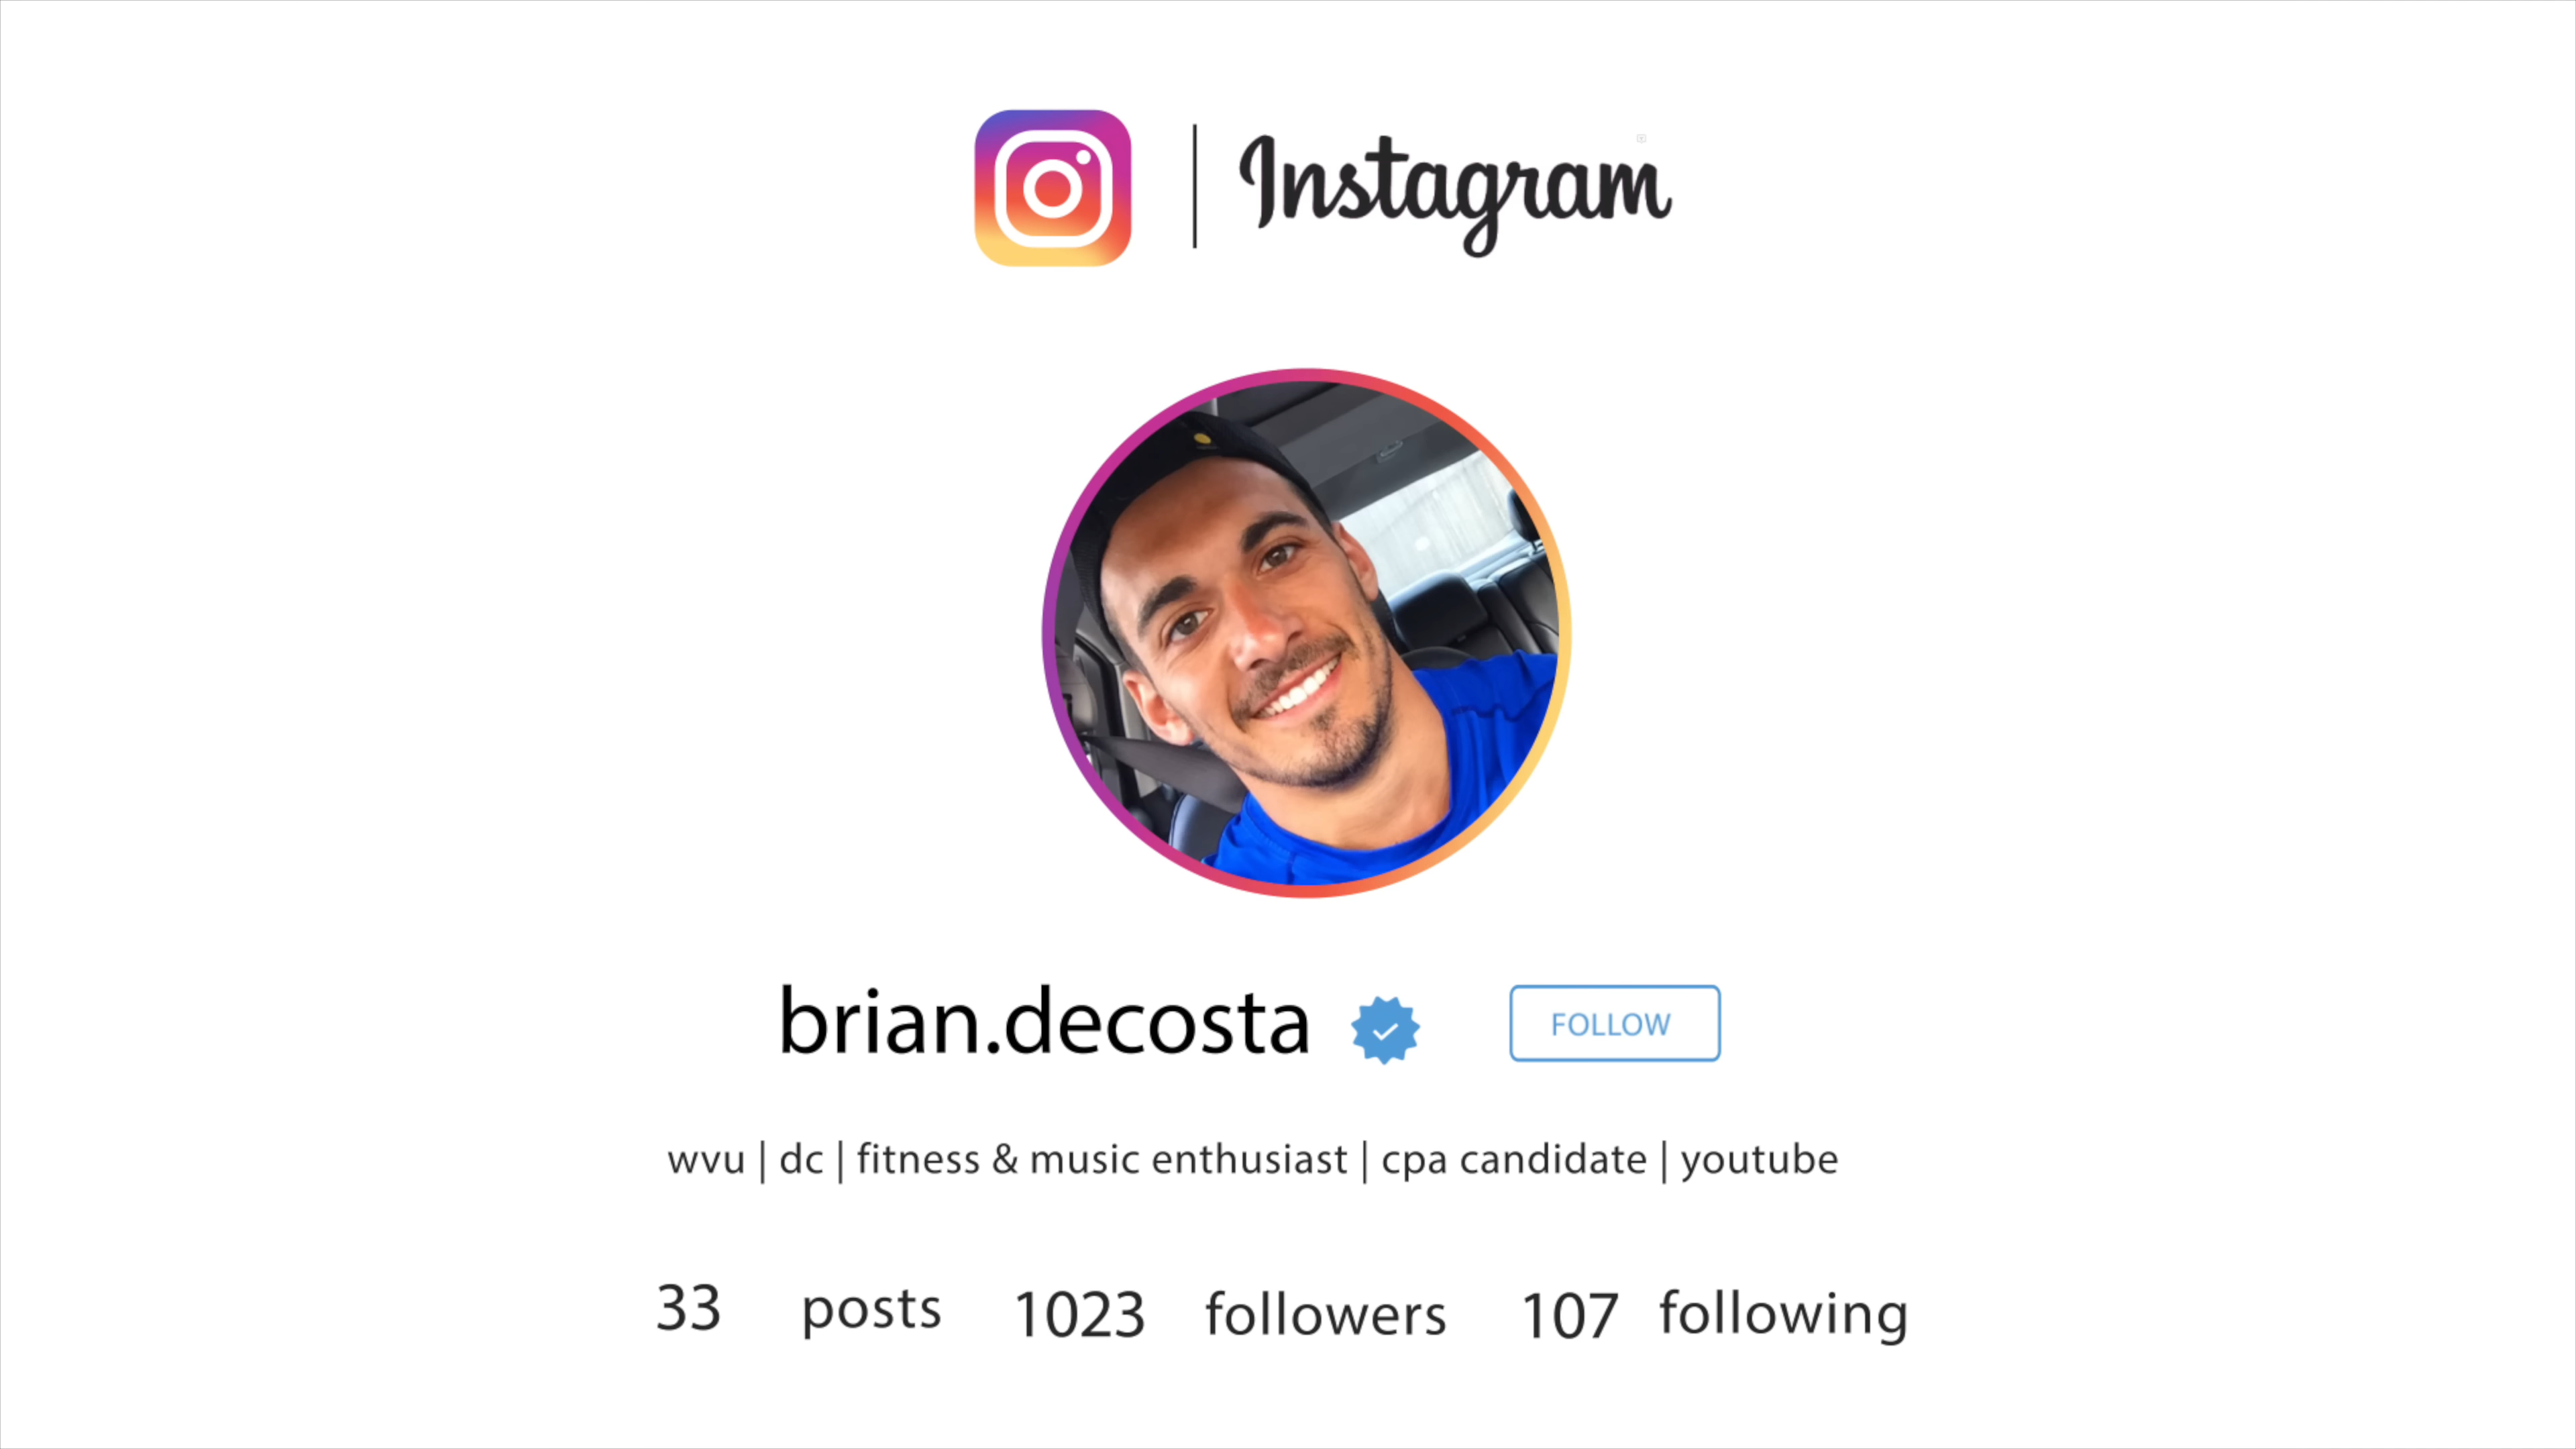 Instagram
brian.decosta FOLLOW
wvu | dc | fitness & music enthusiast | cpa candidate | youtube
33 posts 1023 followers 107 following